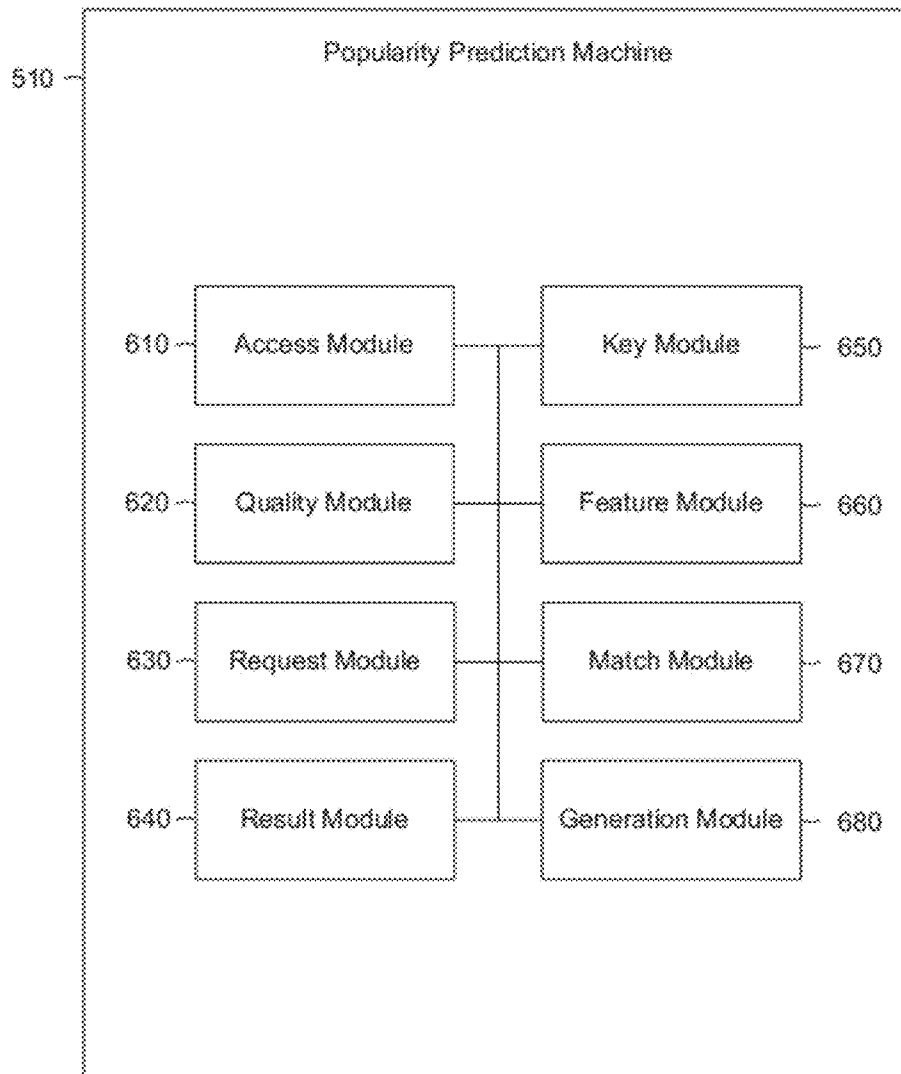 Popularity Prediction Machine
510
610 Access Module Key Module 650
620 Quality Module Feature Module 660
630 Request Module Match Module 670
640 Result Module Generation Module 680